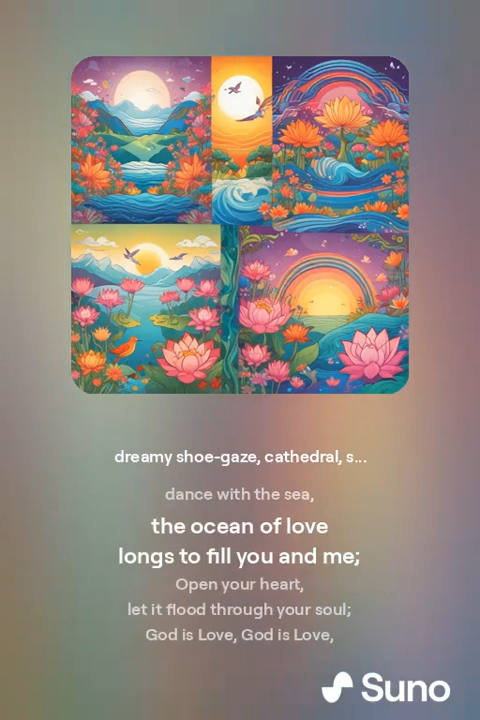 dreamy shoe-gaze, cathedral, s...
dance with the sea,
the ocean of love
longs to fill you and me;
Open your heart,
let it flood through your soul;
God is Love, God is Love,
Suno